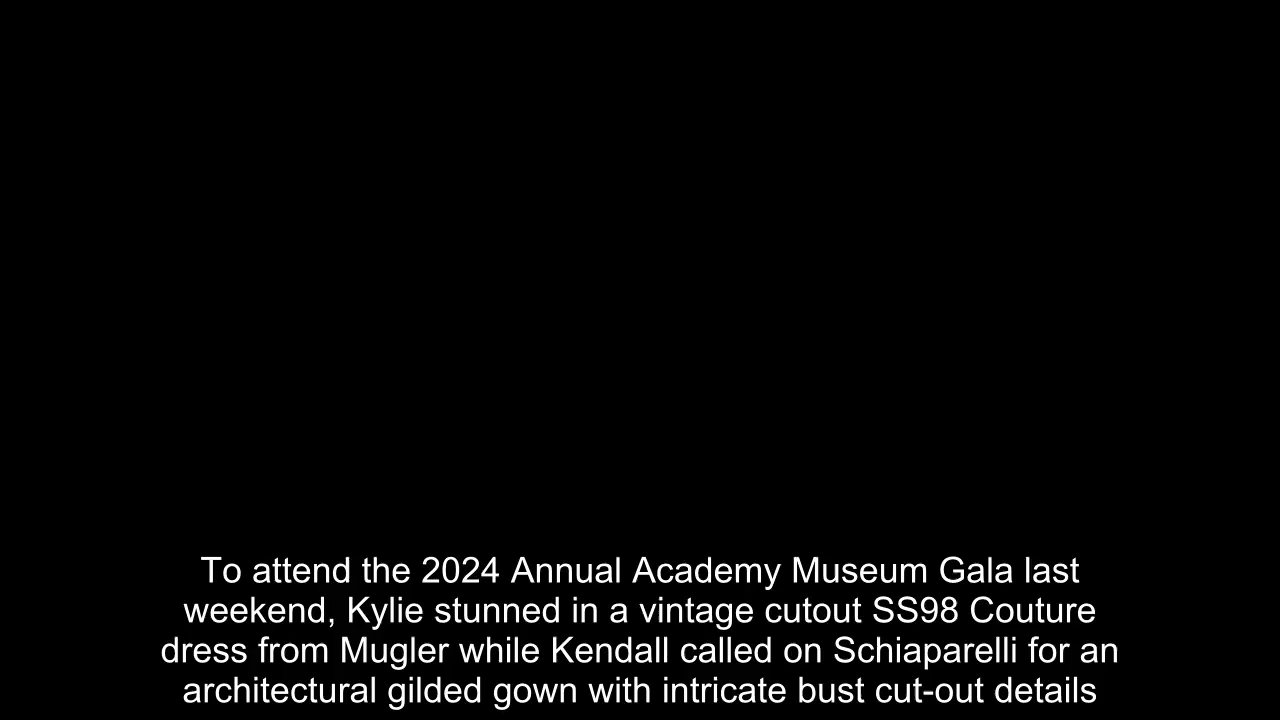 To attend the 2024 Annual Academy Museum Gala last
weekend, Kylie stunned in a vintage cutout SS98 Couture
dress from Mugler while Kendall called on Schiaparelli for an
architectural gilded gown with intricate bust cut-out details